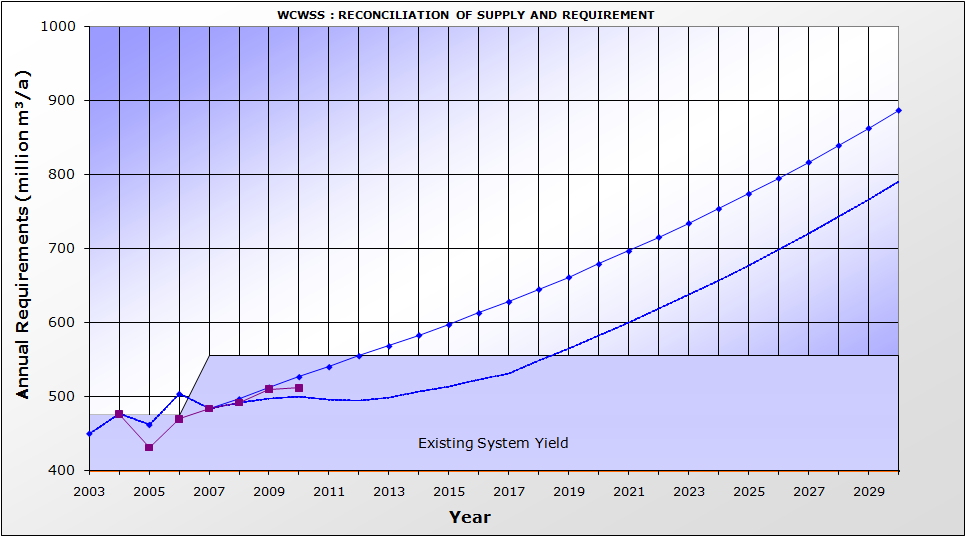 WCWSS : RECONCILIATION OF SUPPLY AND REQUIREMENT
Annual Requirements (million m³/a)
1000
900
800
700
600
500
400
Existing System Yield
2003 2005 2007 2009 2011 2013 2015 2017 2019 2021 2023 2025 2027 2029
Year